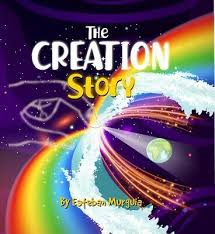 The
CREATION
Story
By Esteban Murguia